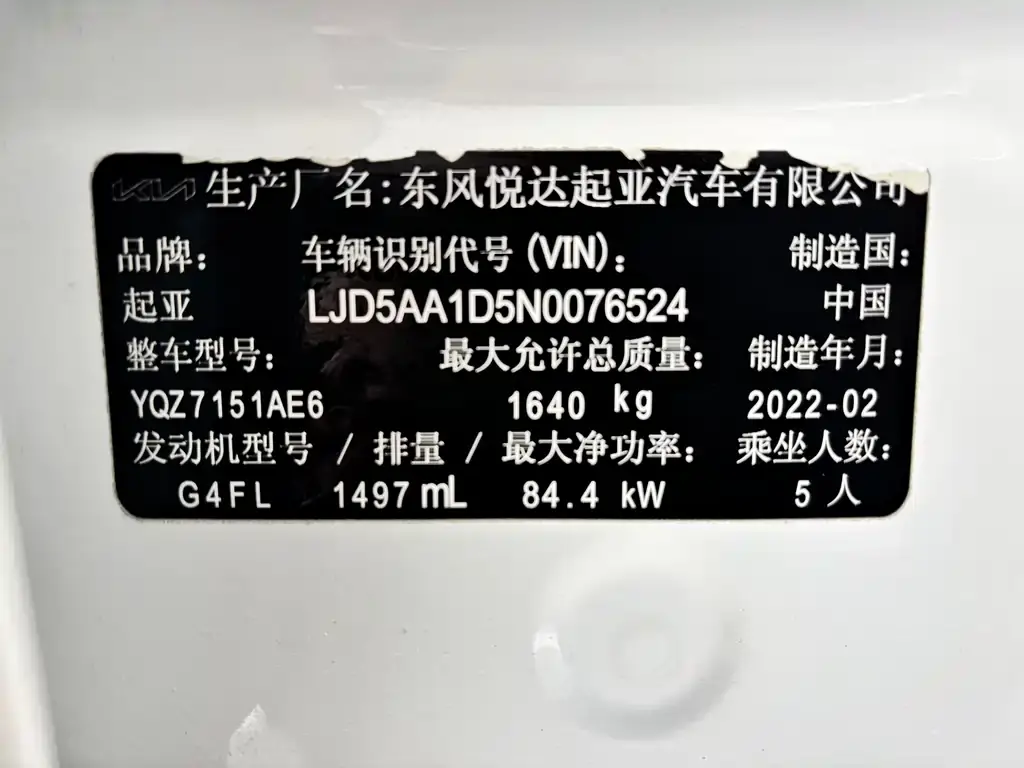 KIA 生产厂名:东风悦达起亚汽车有限公司
品牌: 车辆识别代号(VIN): 制造国:
起亚 LJD5AA1D5N0076524 中国
整车型号: 最大允许总质量: 制造年月:
YQZ7151AE6 1640 kg 2022-02
发动机型号 / 排量 / 最大净功率: 乘坐人数:
G4FL 1497 mL 84.4 kW 5 人